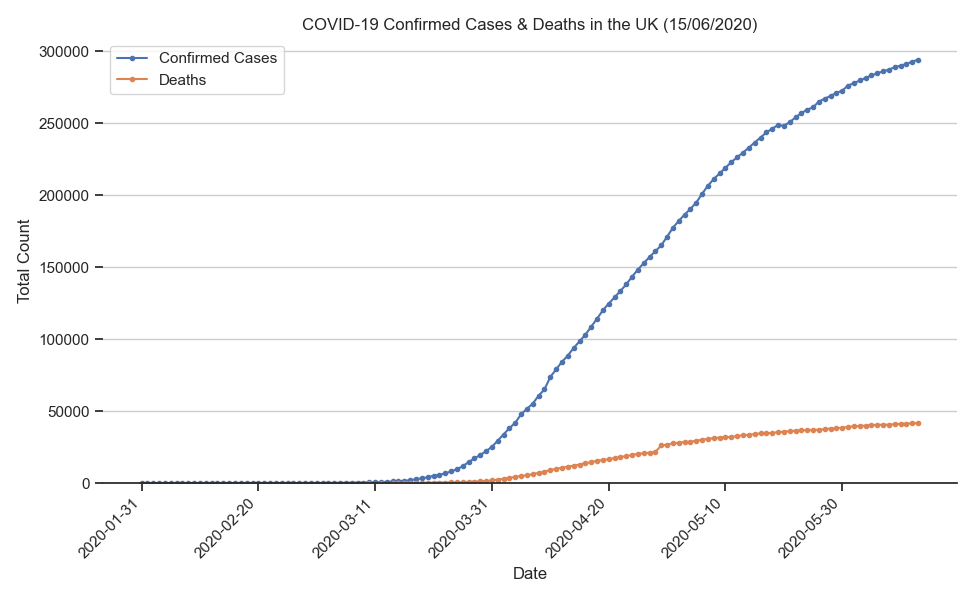 COVID-19 Confirmed Cases & Deaths in the UK (15/06/2020)
Confirmed Cases
Deaths
300000
250000
200000
150000
100000
50000
0
Total Count
2020-01-31
2020-02-20
2020-03-11
2020-03-31
2020-04-20
2020-05-10
2020-05-30
Date